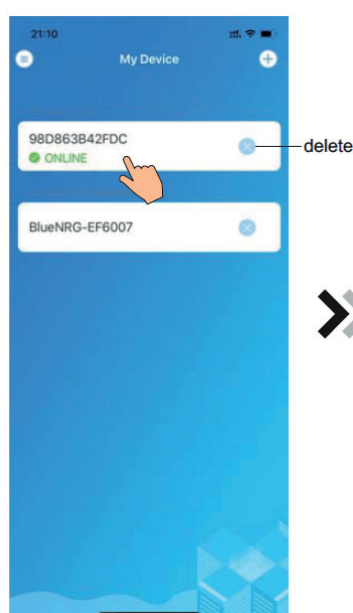 21:10
My Device
98D863B42FDC
ONLINE
delete
BlueNRG-EF6007